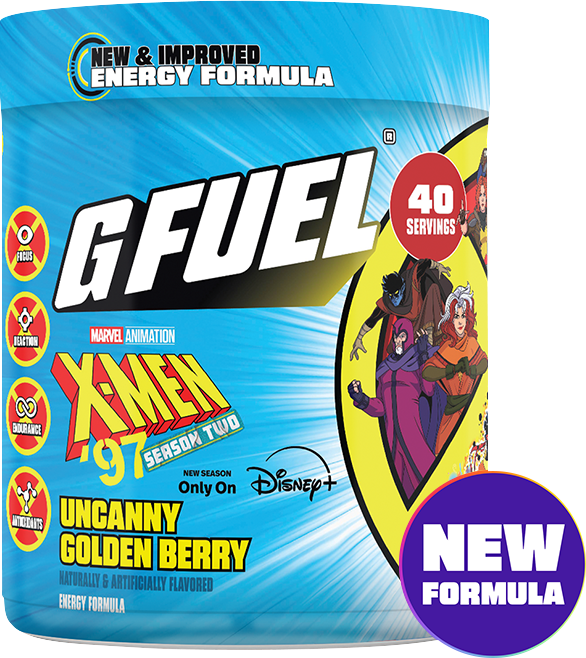 NEW & IMPROVED
ENERGY FORMULA
G FUEL®
40
SERVINGS
FOCUS
REACTION
ENDURANCE
ANTIOXIDANTS
MARVEL ANIMATION
X-MEN
'97
SEASON TWO
NEW SEASON
Only On Disney+
UNCANNY
GOLDEN BERRY
NATURALLY & ARTIFICIALLY FLAVORED
ENERGY FORMULA
NEW
FORMULA